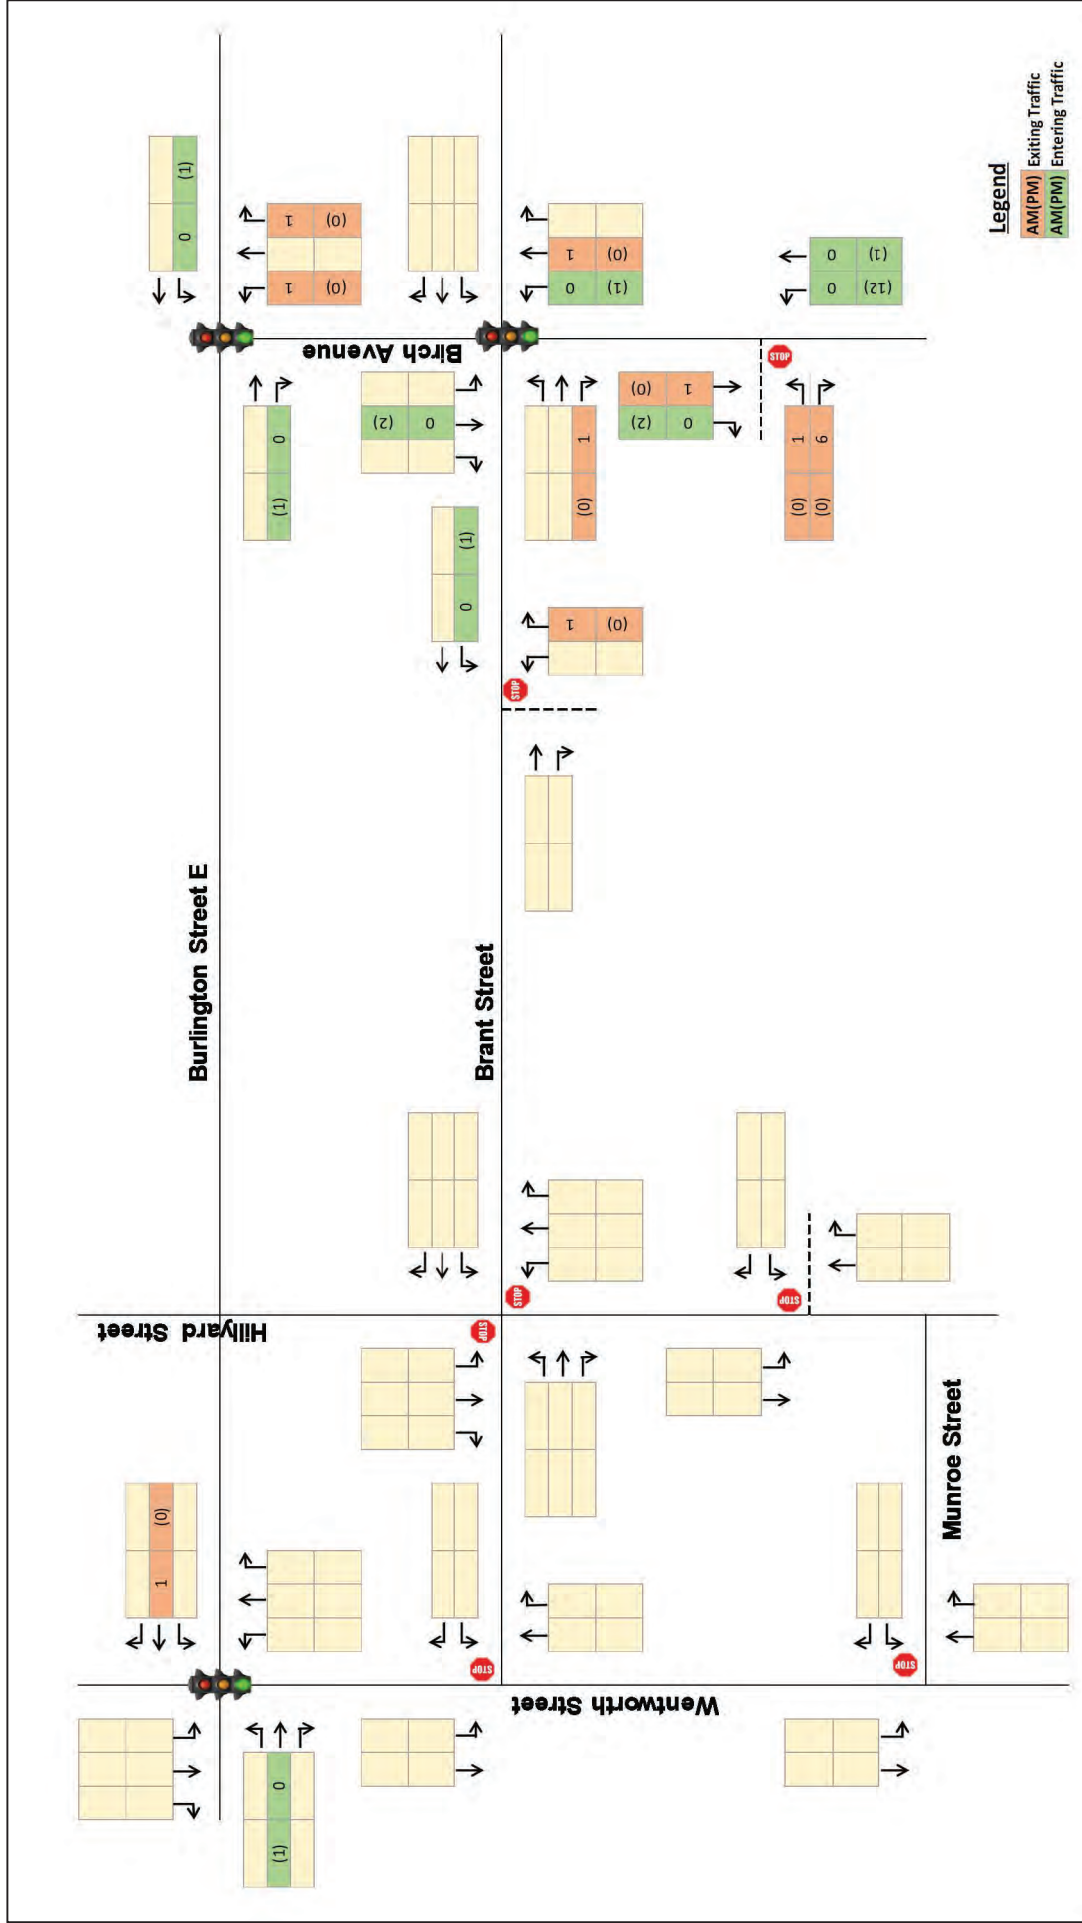 1 (0)
0 (1)
Burlington Street E
Hillyard Street
(1) 0
(1) 0
1 1
(0) (0)
Birch Avenue
(2)
0
0 (1)
STOP
STOP
Brant Street
STOP
STOP
1
(0)
0 1
(1) (0)
(0) 1
Wentworth Street
(2) (0)
0 1
STOP
STOP
(0) 1
(0) 6
0 0
(12) (1)
STOP
Munroe Street
Legend
AM(PM) Exiting Traffic
AM(PM) Entering Traffic